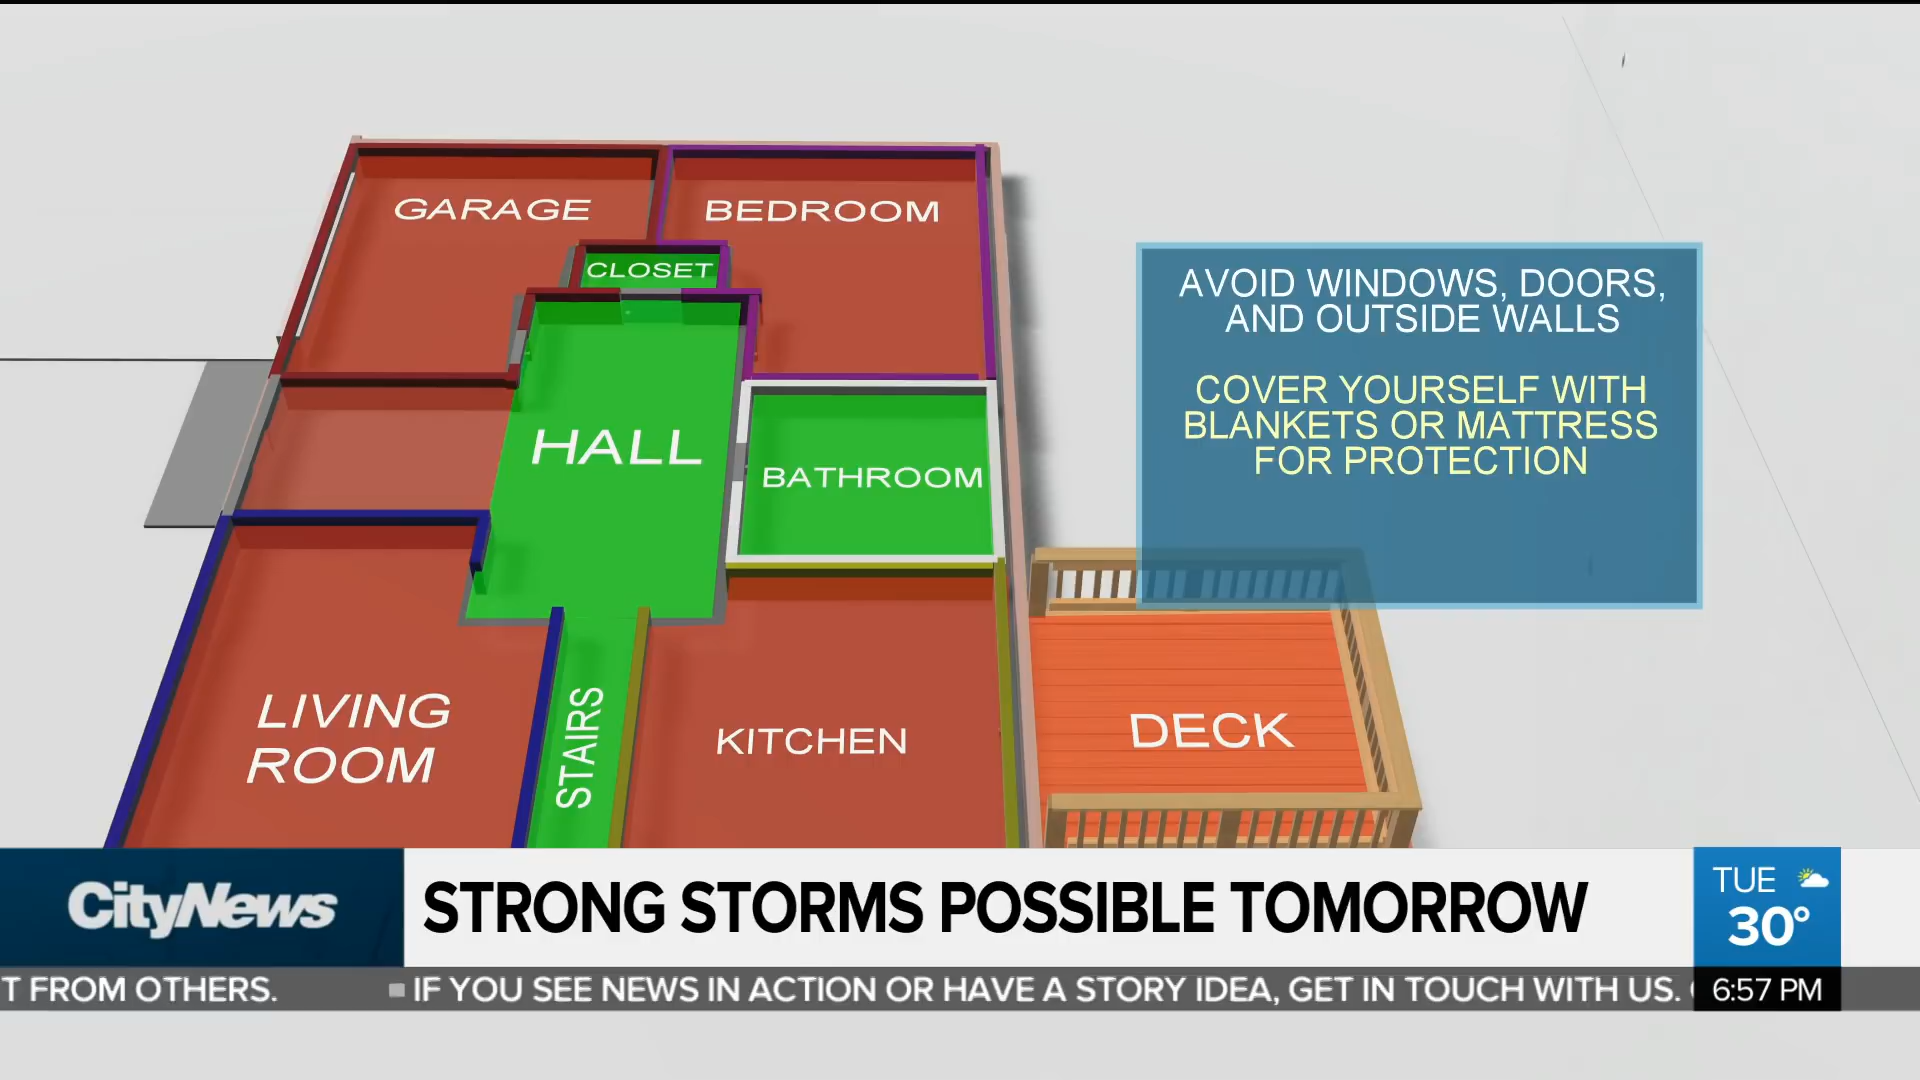 GARAGE
BEDROOM
CLOSET
HALL
BATHROOM
LIVING
ROOM
STAIRS
KITCHEN
DECK
AVOID WINDOWS, DOORS,
AND OUTSIDE WALLS
COVER YOURSELF WITH
BLANKETS OR MATTRESS
FOR PROTECTION
CityNews
STRONG STORMS POSSIBLE TOMORROW
TUE
30°
T FROM OTHERS.
IF YOU SEE NEWS IN ACTION OR HAVE A STORY IDEA, GET IN TOUCH WITH US.
6:57 PM